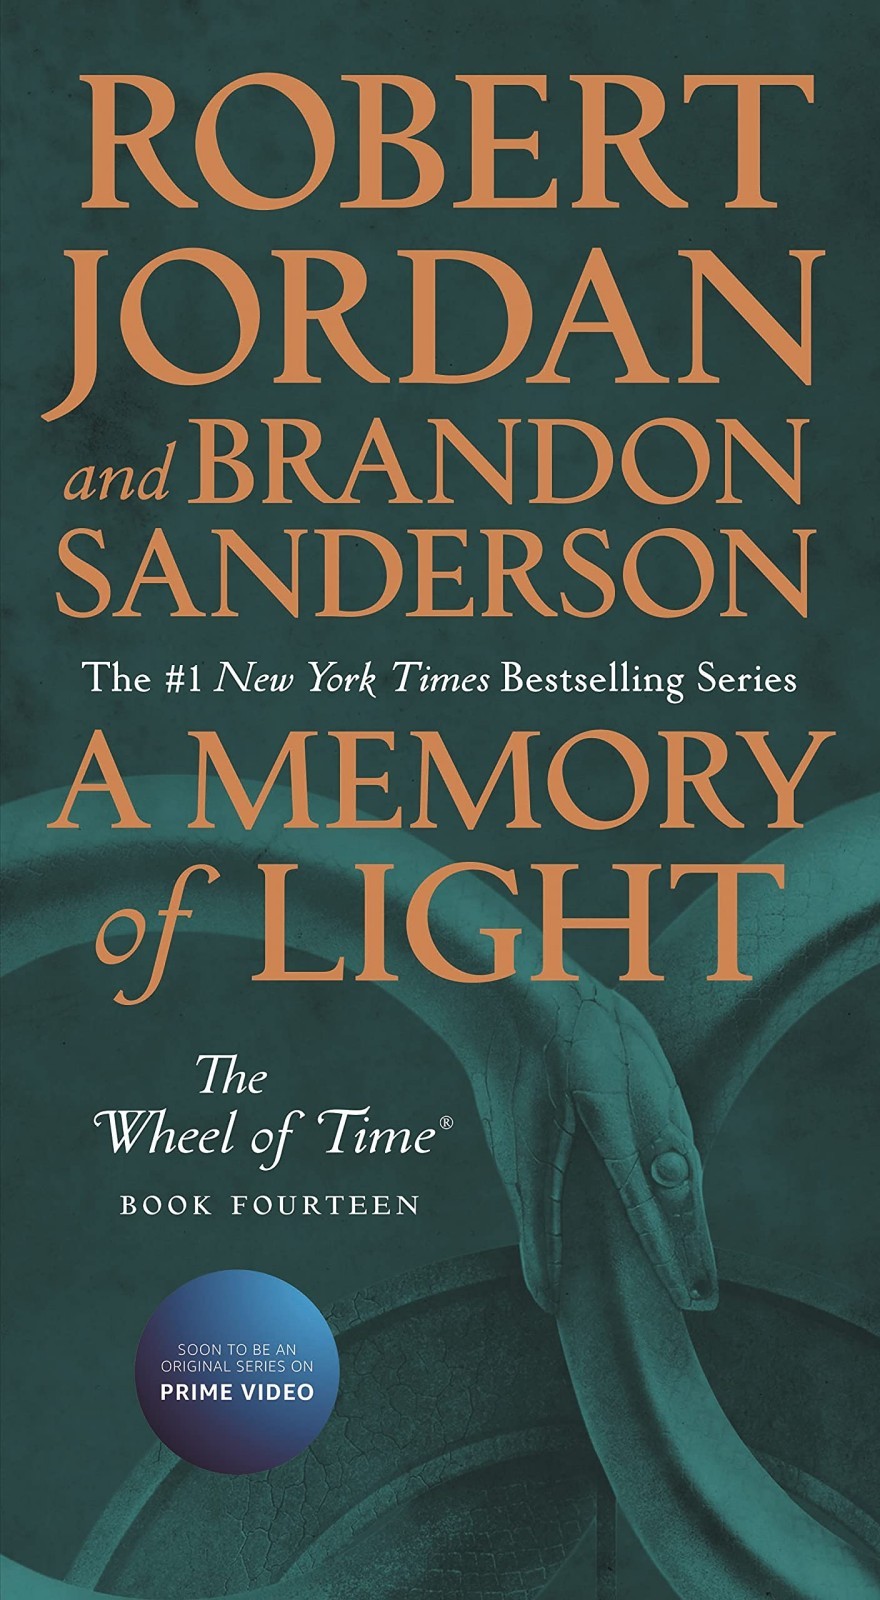 ROBERT
JORDAN
and BRANDON
SANDERSON
The #1 New York Times Bestselling Series
A MEMORY
of LIGHT
The
Wheel of Time®
BOOK FOURTEEN
SOON TO BE AN
ORIGINAL SERIES ON
PRIME VIDEO